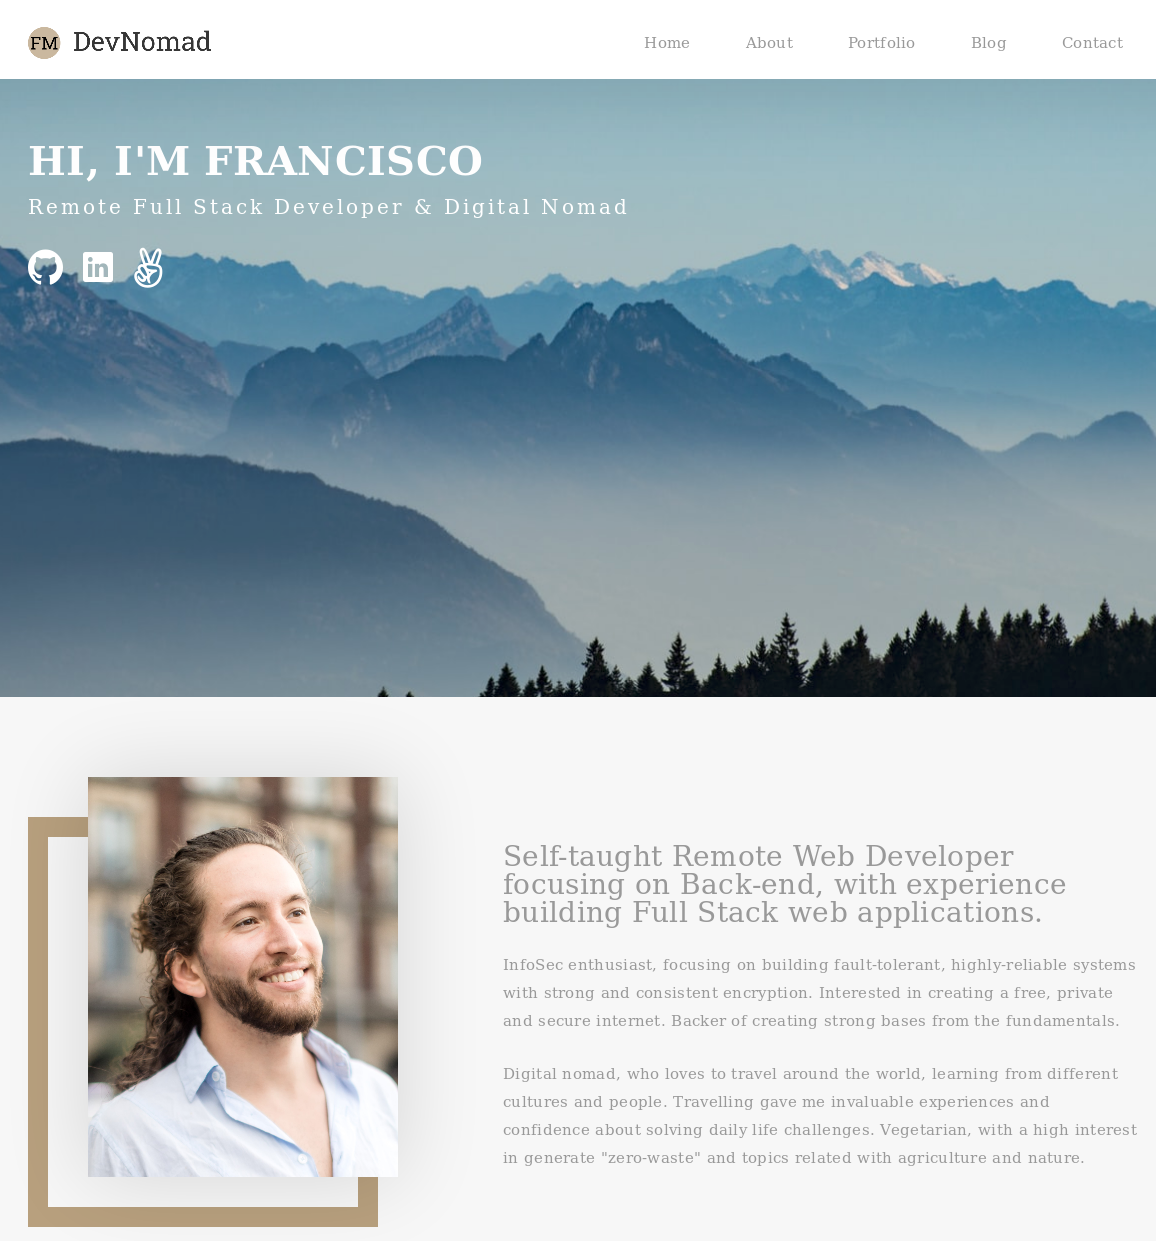 FM DevNomad
Home About Portfolio Blog Contact
HI, I'M FRANCISCO
Remote Full Stack Developer & Digital Nomad
in
Self-taught Remote Web Developer
focusing on Back-end, with experience
building Full Stack web applications.
InfoSec enthusiast, focusing on building fault-tolerant, highly-reliable systems
with strong and consistent encryption. Interested in creating a free, private
and secure internet. Backer of creating strong bases from the fundamentals.
Digital nomad, who loves to travel around the world, learning from different
cultures and people. Travelling gave me invaluable experiences and
confidence about solving daily life challenges. Vegetarian, with a high interest
in generate "zero-waste" and topics related with agriculture and nature.